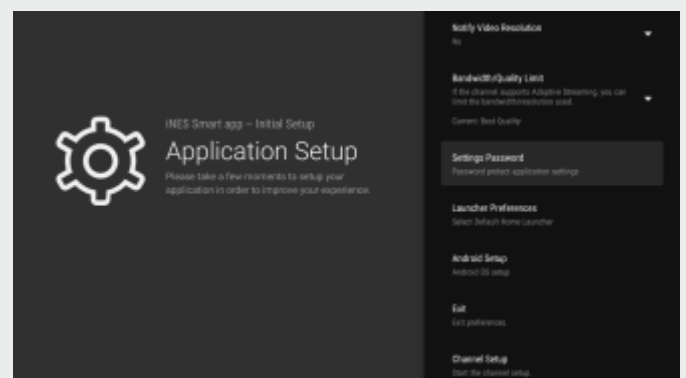 iNES Smart app – Initial Setup
Application Setup
Please take a few moments to setup your
application in order to improve your experience.
Notify Video Resolution
No
Bandwidth/Quality Limit
If the channel supports Adaptive Streaming, you can
limit the bandwidth/resolution used.
Current: Best Quality
Settings Password
Password protect application settings
Launcher Preferences
Select Default Home Launcher
Android Setup
Android OS setup
Exit
Exit preferences.
Channel Setup
Start the channel setup.